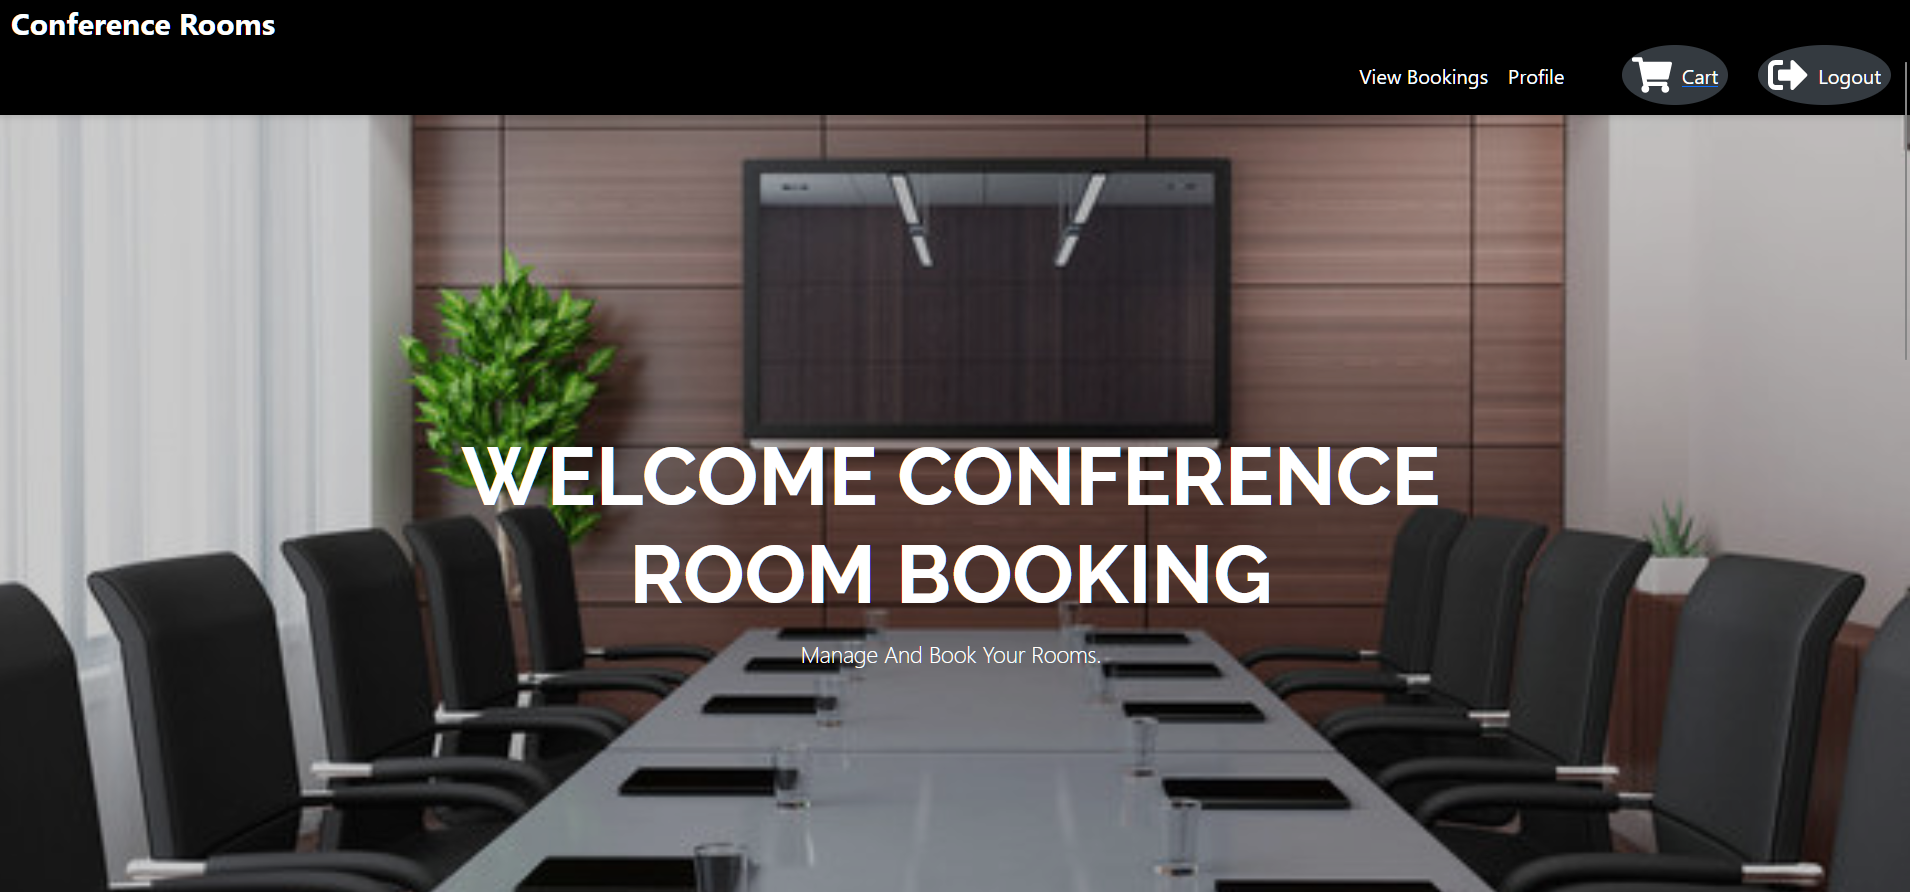 Conference Rooms
View Bookings Profile Cart Logout
WELCOME CONFERENCE
ROOM BOOKING
Manage And Book Your Rooms.